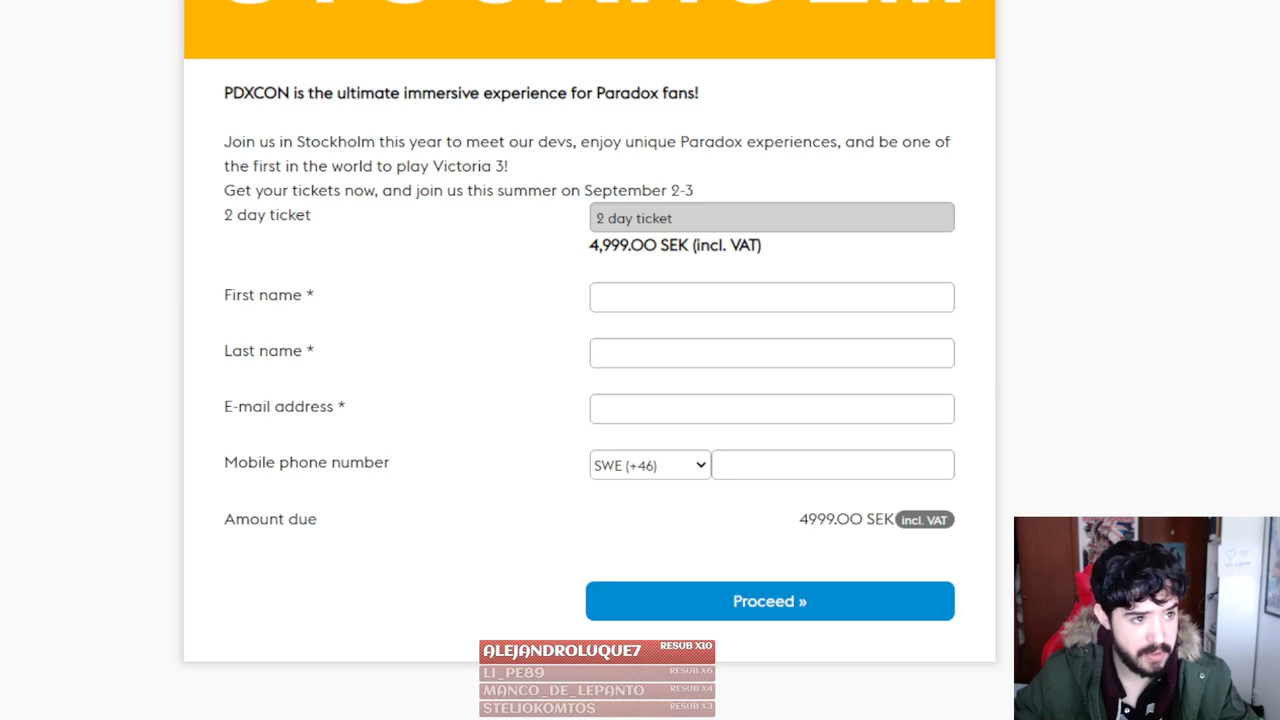 STOCKHOLM
PDXCON is the ultimate immersive experience for Paradox fans!
Join us in Stockholm this year to meet our devs, enjoy unique Paradox experiences, and be one of
the first in the world to play Victoria 3!
Get your tickets now, and join us this summer on September 2-3
2 day ticket
2 day ticket
4,999.00 SEK (incl. VAT)
First name *
Last name *
E-mail address *
Mobile phone number
SWE (+46)
Amount due
4999.00 SEK incl. VAT
Proceed »
ALEJANDROLUQUE7 RESUB X10
LI_PE89 RESUB X6
MANCO_DE_LEPANTO RESUB X4
STELIOKOMTOS RESUB X3